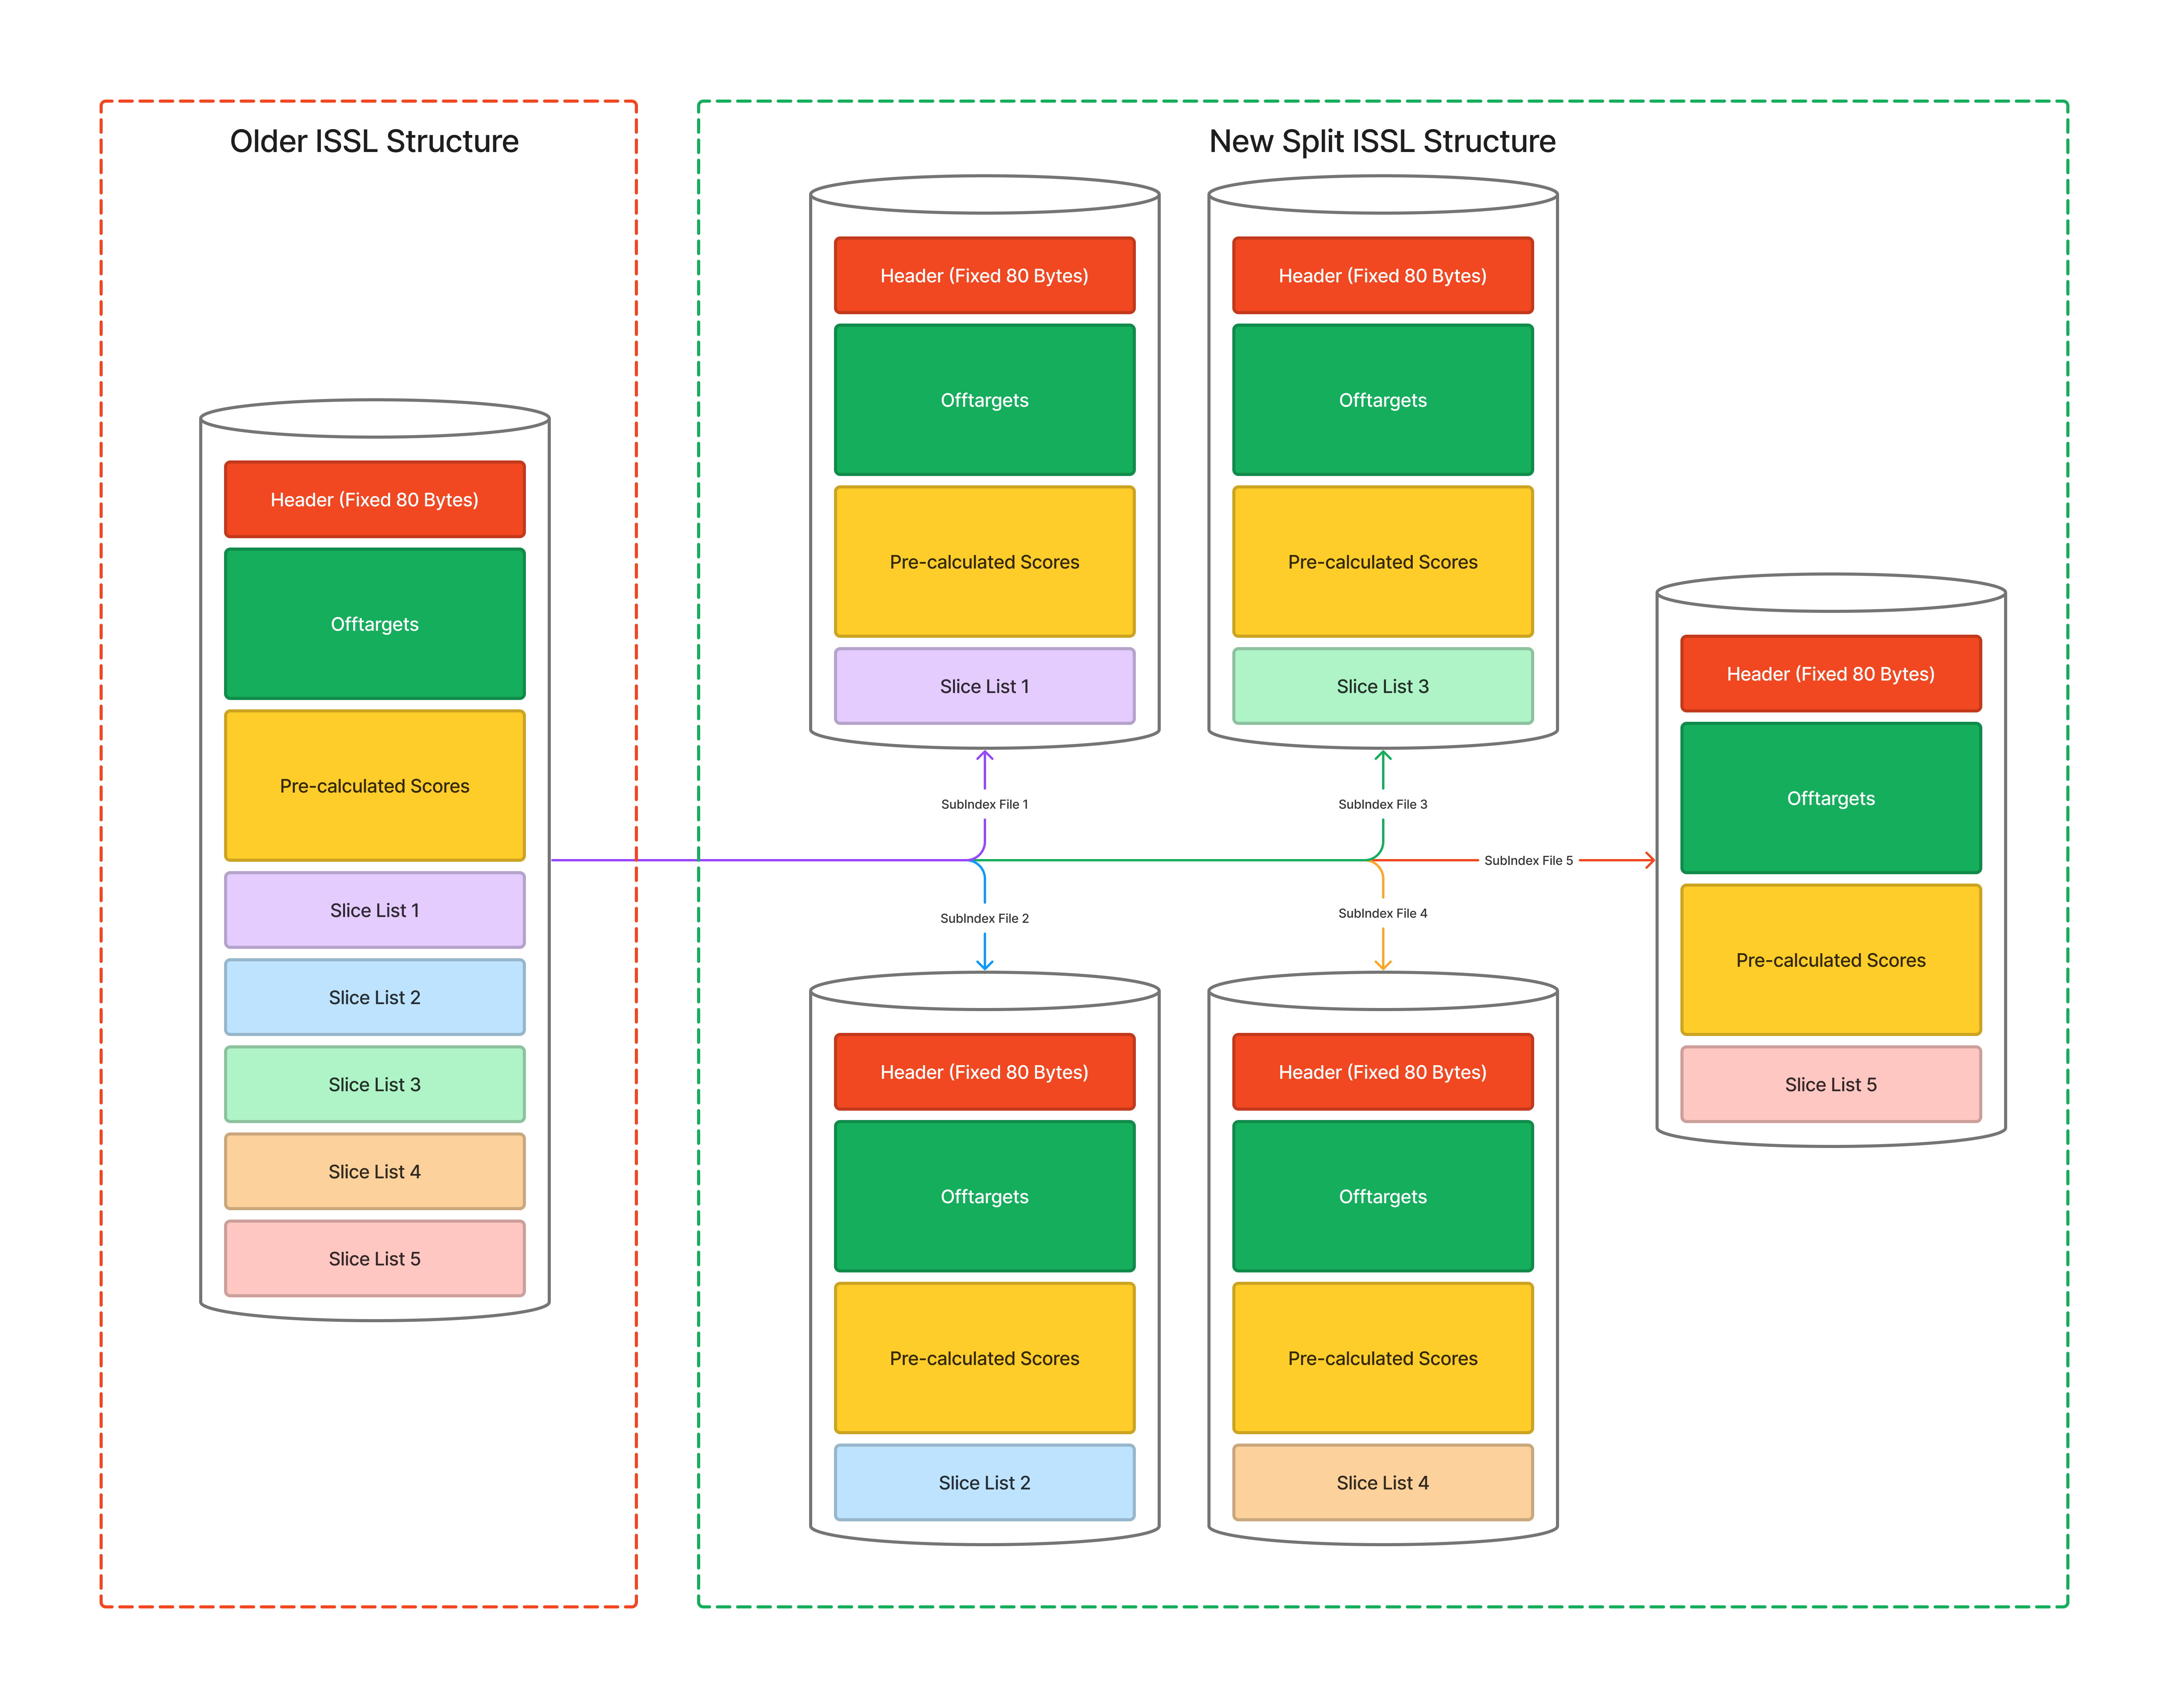 Older ISSL Structure
Header (Fixed 80 Bytes)
Offtargets
Pre-calculated Scores
Slice List 1
Slice List 2
Slice List 3
Slice List 4
Slice List 5
New Split ISSL Structure
Header (Fixed 80 Bytes)
Offtargets
Pre-calculated Scores
Slice List 1
SubIndex File 1
Header (Fixed 80 Bytes)
Offtargets
Pre-calculated Scores
Slice List 3
SubIndex File 3
SubIndex File 2
Header (Fixed 80 Bytes)
Offtargets
Pre-calculated Scores
Slice List 2
SubIndex File 4
Header (Fixed 80 Bytes)
Offtargets
Pre-calculated Scores
Slice List 4
SubIndex File 5
Header (Fixed 80 Bytes)
Offtargets
Pre-calculated Scores
Slice List 5